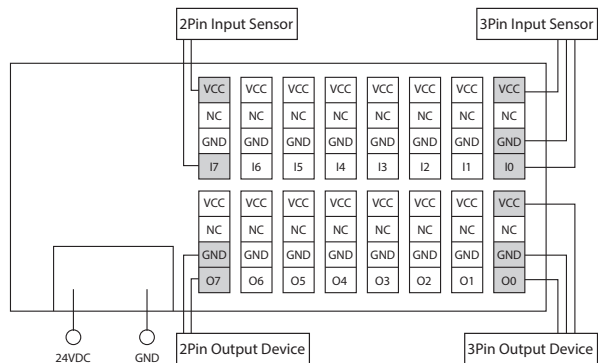 2Pin Input Sensor 3Pin Input Sensor
VCC VCC VCC VCC VCC VCC VCC VCC
NC NC NC NC NC NC NC NC
GND GND GND GND GND GND GND GND
I7 I6 I5 I4 I3 I2 I1 I0
VCC VCC VCC VCC VCC VCC VCC VCC
NC NC NC NC NC NC NC NC
GND GND GND GND GND GND GND GND
O7 O6 O5 O4 O3 O2 O1 O0
24VDC GND 2Pin Output Device 3Pin Output Device